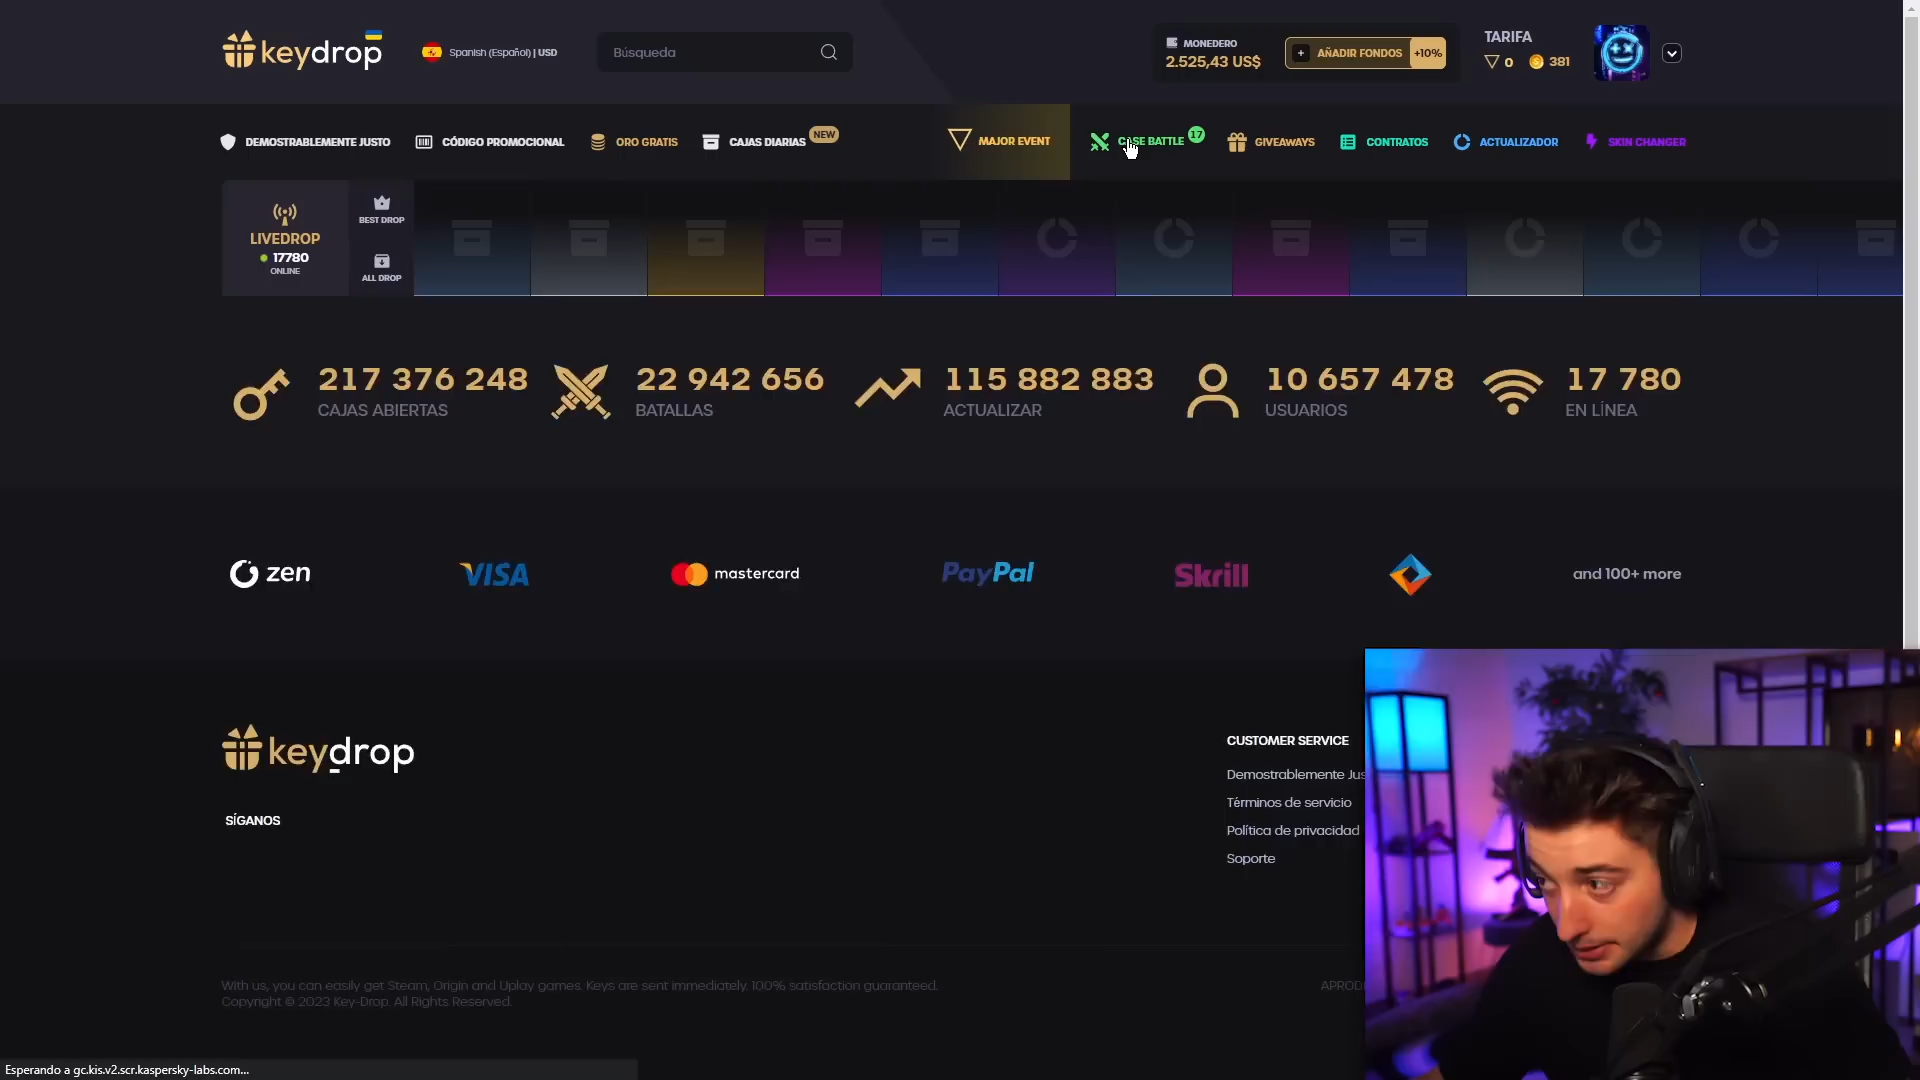 keydrop
Spanish (Español) | USD
Búsqueda
MONEDERO
2.525,43 US$
+ AÑADIR FONDOS +10%
TARIFA
0 381
DEMOSTRABLEMENTE JUSTO
CÓDIGO PROMOCIONAL
ORO GRATIS
CAJAS DIARIAS
NEW
MAJOR EVENT
CASE BATTLE
17
GIVEAWAYS
CONTRATOS
ACTUALIZADOR
SKIN CHANGER
LIVEDROP
17780
ONLINE
BEST DROP
ALL DROP
217 376 248
CAJAS ABIERTAS
22 942 656
BATALLAS
115 882 883
ACTUALIZAR
10 657 478
USUARIOS
17 780
EN LÍNEA
zen
VISA
mastercard
PayPal
Skrill
and 100+ more
keydrop
SÍGANOS
CUSTOMER SERVICE
Demostrablemente Jus
Términos de servicio
Política de privacidad
Soporte
With us, you can easily get Steam, Origin and Uplay games. Keys are sent immediately. 100% satisfaction guaranteed.
Copyright © 2023 Key-Drop. All Rights Reserved.
APROD
Esperando a gc.kis.v2.scr.kaspersky-labs.com...